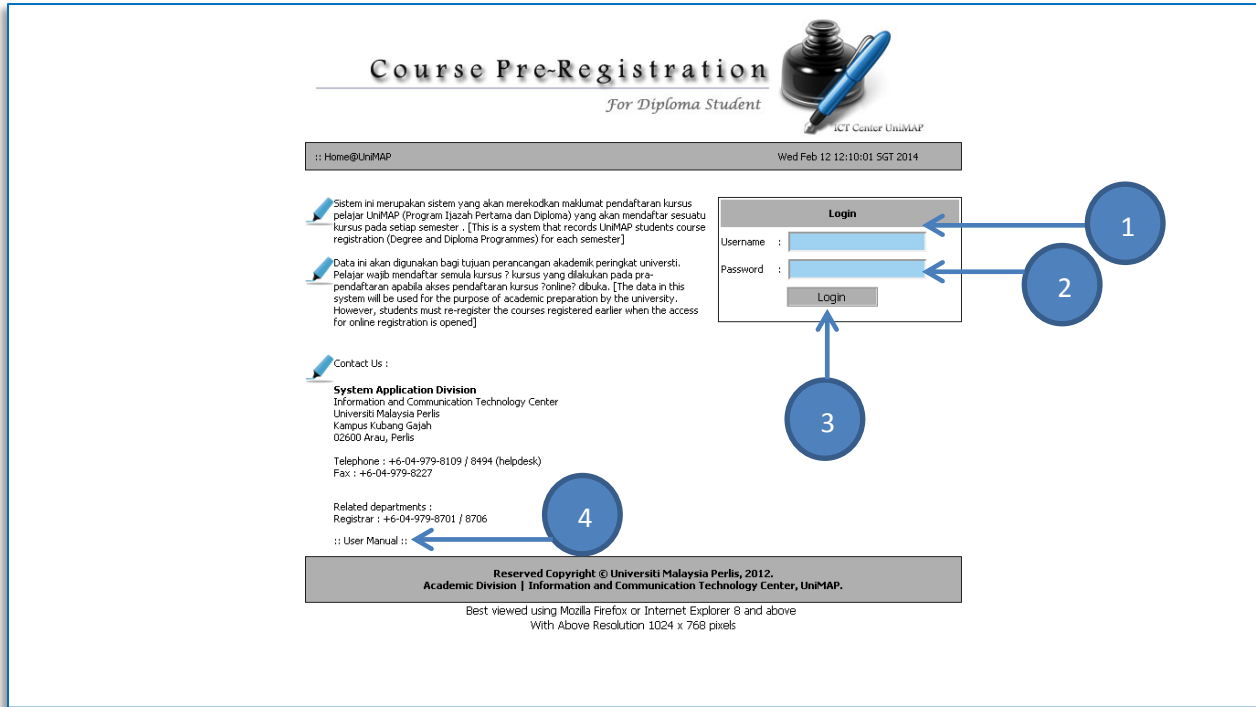 Course Pre-Registration
For Diploma Student
ICT Center UniMAP
:: Home@UniMAP
Wed Feb 12 12:10:01 SGT 2014
Sistem ini merupakan sistem yang akan merekodkan maklumat pendaftaran kursus
pelajar UniMAP (Program Ijazah Pertama dan Diploma) yang akan mendaftar sesuatu
kursus pada setiap semester . [This is a system that records UniMAP students course
registration (Degree and Diploma Programmes) for each semester]
Data ini akan digunakan bagi tujuan perancangan akademik peringkat universti.
Pelajar wajib mendaftar semula kursus ? kursus yang dilakukan pada pra-
pendaftaran apabila akses pendaftaran kursus ?online? dibuka. [The data in this
system will be used for the purpose of academic preparation by the university.
However, students must re-register the courses registered earlier when the access
for online registration is opened]
Login
Username :
Password :
Login
1
2
3
Contact Us :
System Application Division
Information and Communication Technology Center
Universiti Malaysia Perlis
Kampus Kubang Gajah
02600 Arau, Perlis
Telephone : +6-04-979-8109 / 8494 (helpdesk)
Fax : +6-04-979-8227
Related departments :
Registrar : +6-04-979-8701 / 8706
:: User Manual ::
4
Reserved Copyright © Universiti Malaysia Perlis, 2012.
Academic Division | Information and Communication Technology Center, UniMAP.
Best viewed using Mozilla Firefox or Internet Explorer 8 and above
With Above Resolution 1024 x 768 pixels